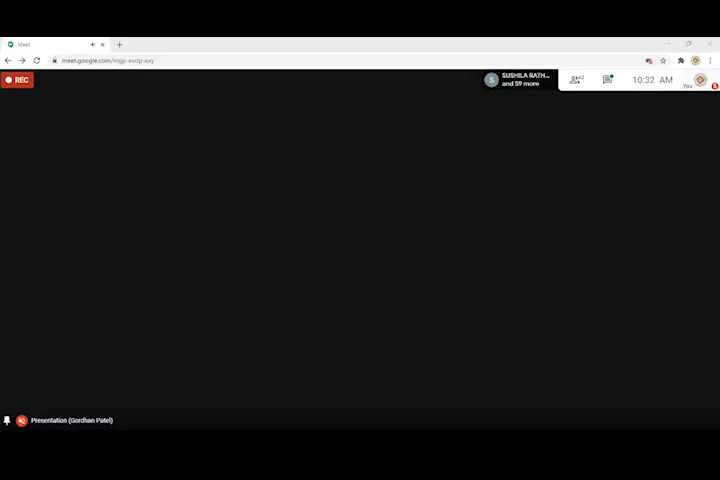 Meet
meet.google.com/mgp-evdp-exy
REC
SUSHILA RATH...
and 59 more
62
10:32 AM
You
Presentation (Gordhan Patel)